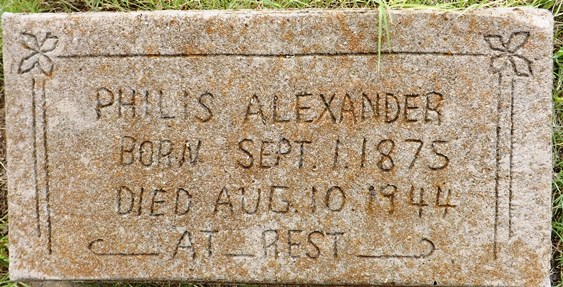 PHILIS ALEXANDER
BORN SEPT. 1. 1875
DIED AUG. 10. 1944
AT REST